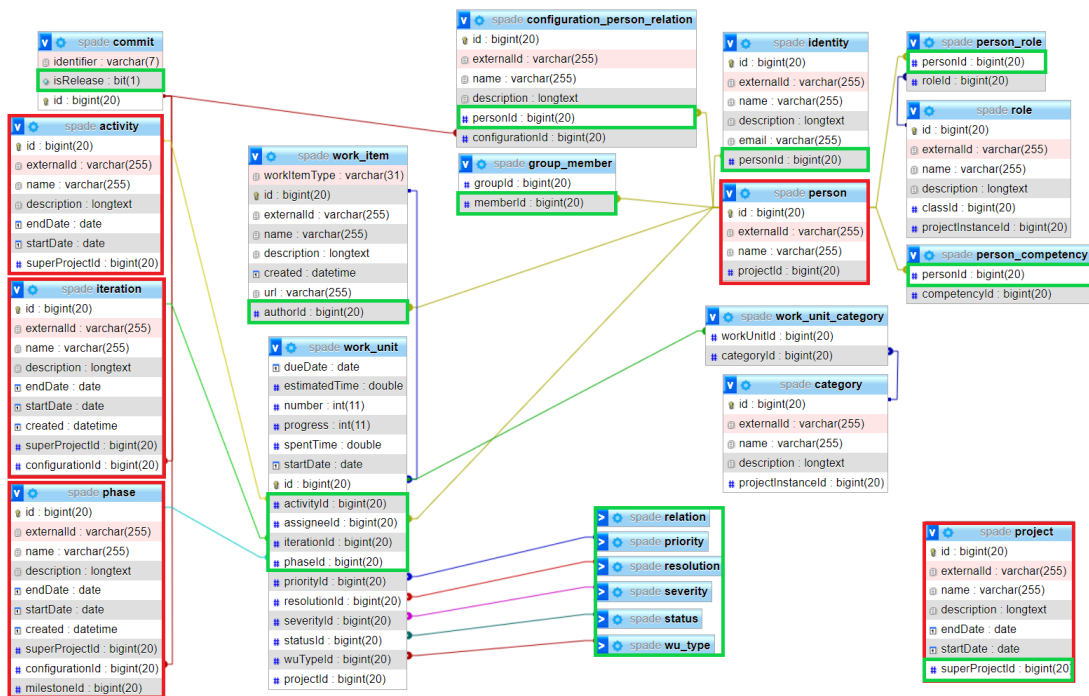 spade commit
identifier : varchar(7)
isRelease : bit(1)
id : bigint(20)
spade activity
id : bigint(20)
externalId : varchar(255)
name : varchar(255)
description : longtext
endDate : date
startDate : date
superProjectId : bigint(20)
spade iteration
id : bigint(20)
externalId : varchar(255)
name : varchar(255)
description : longtext
endDate : date
startDate : date
created : datetime
superProjectId : bigint(20)
configurationId : bigint(20)
spade phase
id : bigint(20)
externalId : varchar(255)
name : varchar(255)
description : longtext
endDate : date
startDate : date
created : datetime
superProjectId : bigint(20)
configurationId : bigint(20)
milestoneId : bigint(20)
spade work_item
workItemType : varchar(31)
id : bigint(20)
externalId : varchar(255)
name : varchar(255)
description : longtext
created : datetime
url : varchar(255)
authorId : bigint(20)
spade work_unit
dueDate : date
estimatedTime : double
number : int(11)
progress : int(11)
spentTime : double
startDate : date
id : bigint(20)
activityId : bigint(20)
assigneeId : bigint(20)
iterationId : bigint(20)
phaseId : bigint(20)
priorityId : bigint(20)
resolutionId : bigint(20)
severityId : bigint(20)
statusId : bigint(20)
wuTypeId : bigint(20)
projectId : bigint(20)
spade configuration_person_relation
id : bigint(20)
externalId : varchar(255)
name : varchar(255)
description : longtext
personId : bigint(20)
configurationId : bigint(20)
spade group_member
groupId : bigint(20)
memberId : bigint(20)
spade relation
spade priority
spade resolution
spade severity
spade status
spade wu_type
spade identity
id : bigint(20)
externalId : varchar(255)
name : varchar(255)
description : longtext
email : varchar(255)
personId : bigint(20)
spade person
id : bigint(20)
externalId : varchar(255)
name : varchar(255)
projectId : bigint(20)
spade work_unit_category
workUnitId : bigint(20)
categoryId : bigint(20)
spade category
id : bigint(20)
externalId : varchar(255)
name : varchar(255)
description : longtext
projectInstanceId : bigint(20)
spade person_role
personId : bigint(20)
roleId : bigint(20)
spade role
id : bigint(20)
externalId : varchar(255)
name : varchar(255)
description : longtext
classId : bigint(20)
projectInstanceId : bigint(20)
spade person_competency
personId : bigint(20)
competencyId : bigint(20)
spade project
id : bigint(20)
externalId : varchar(255)
name : varchar(255)
description : longtext
endDate : date
startDate : date
superProjectId : bigint(20)